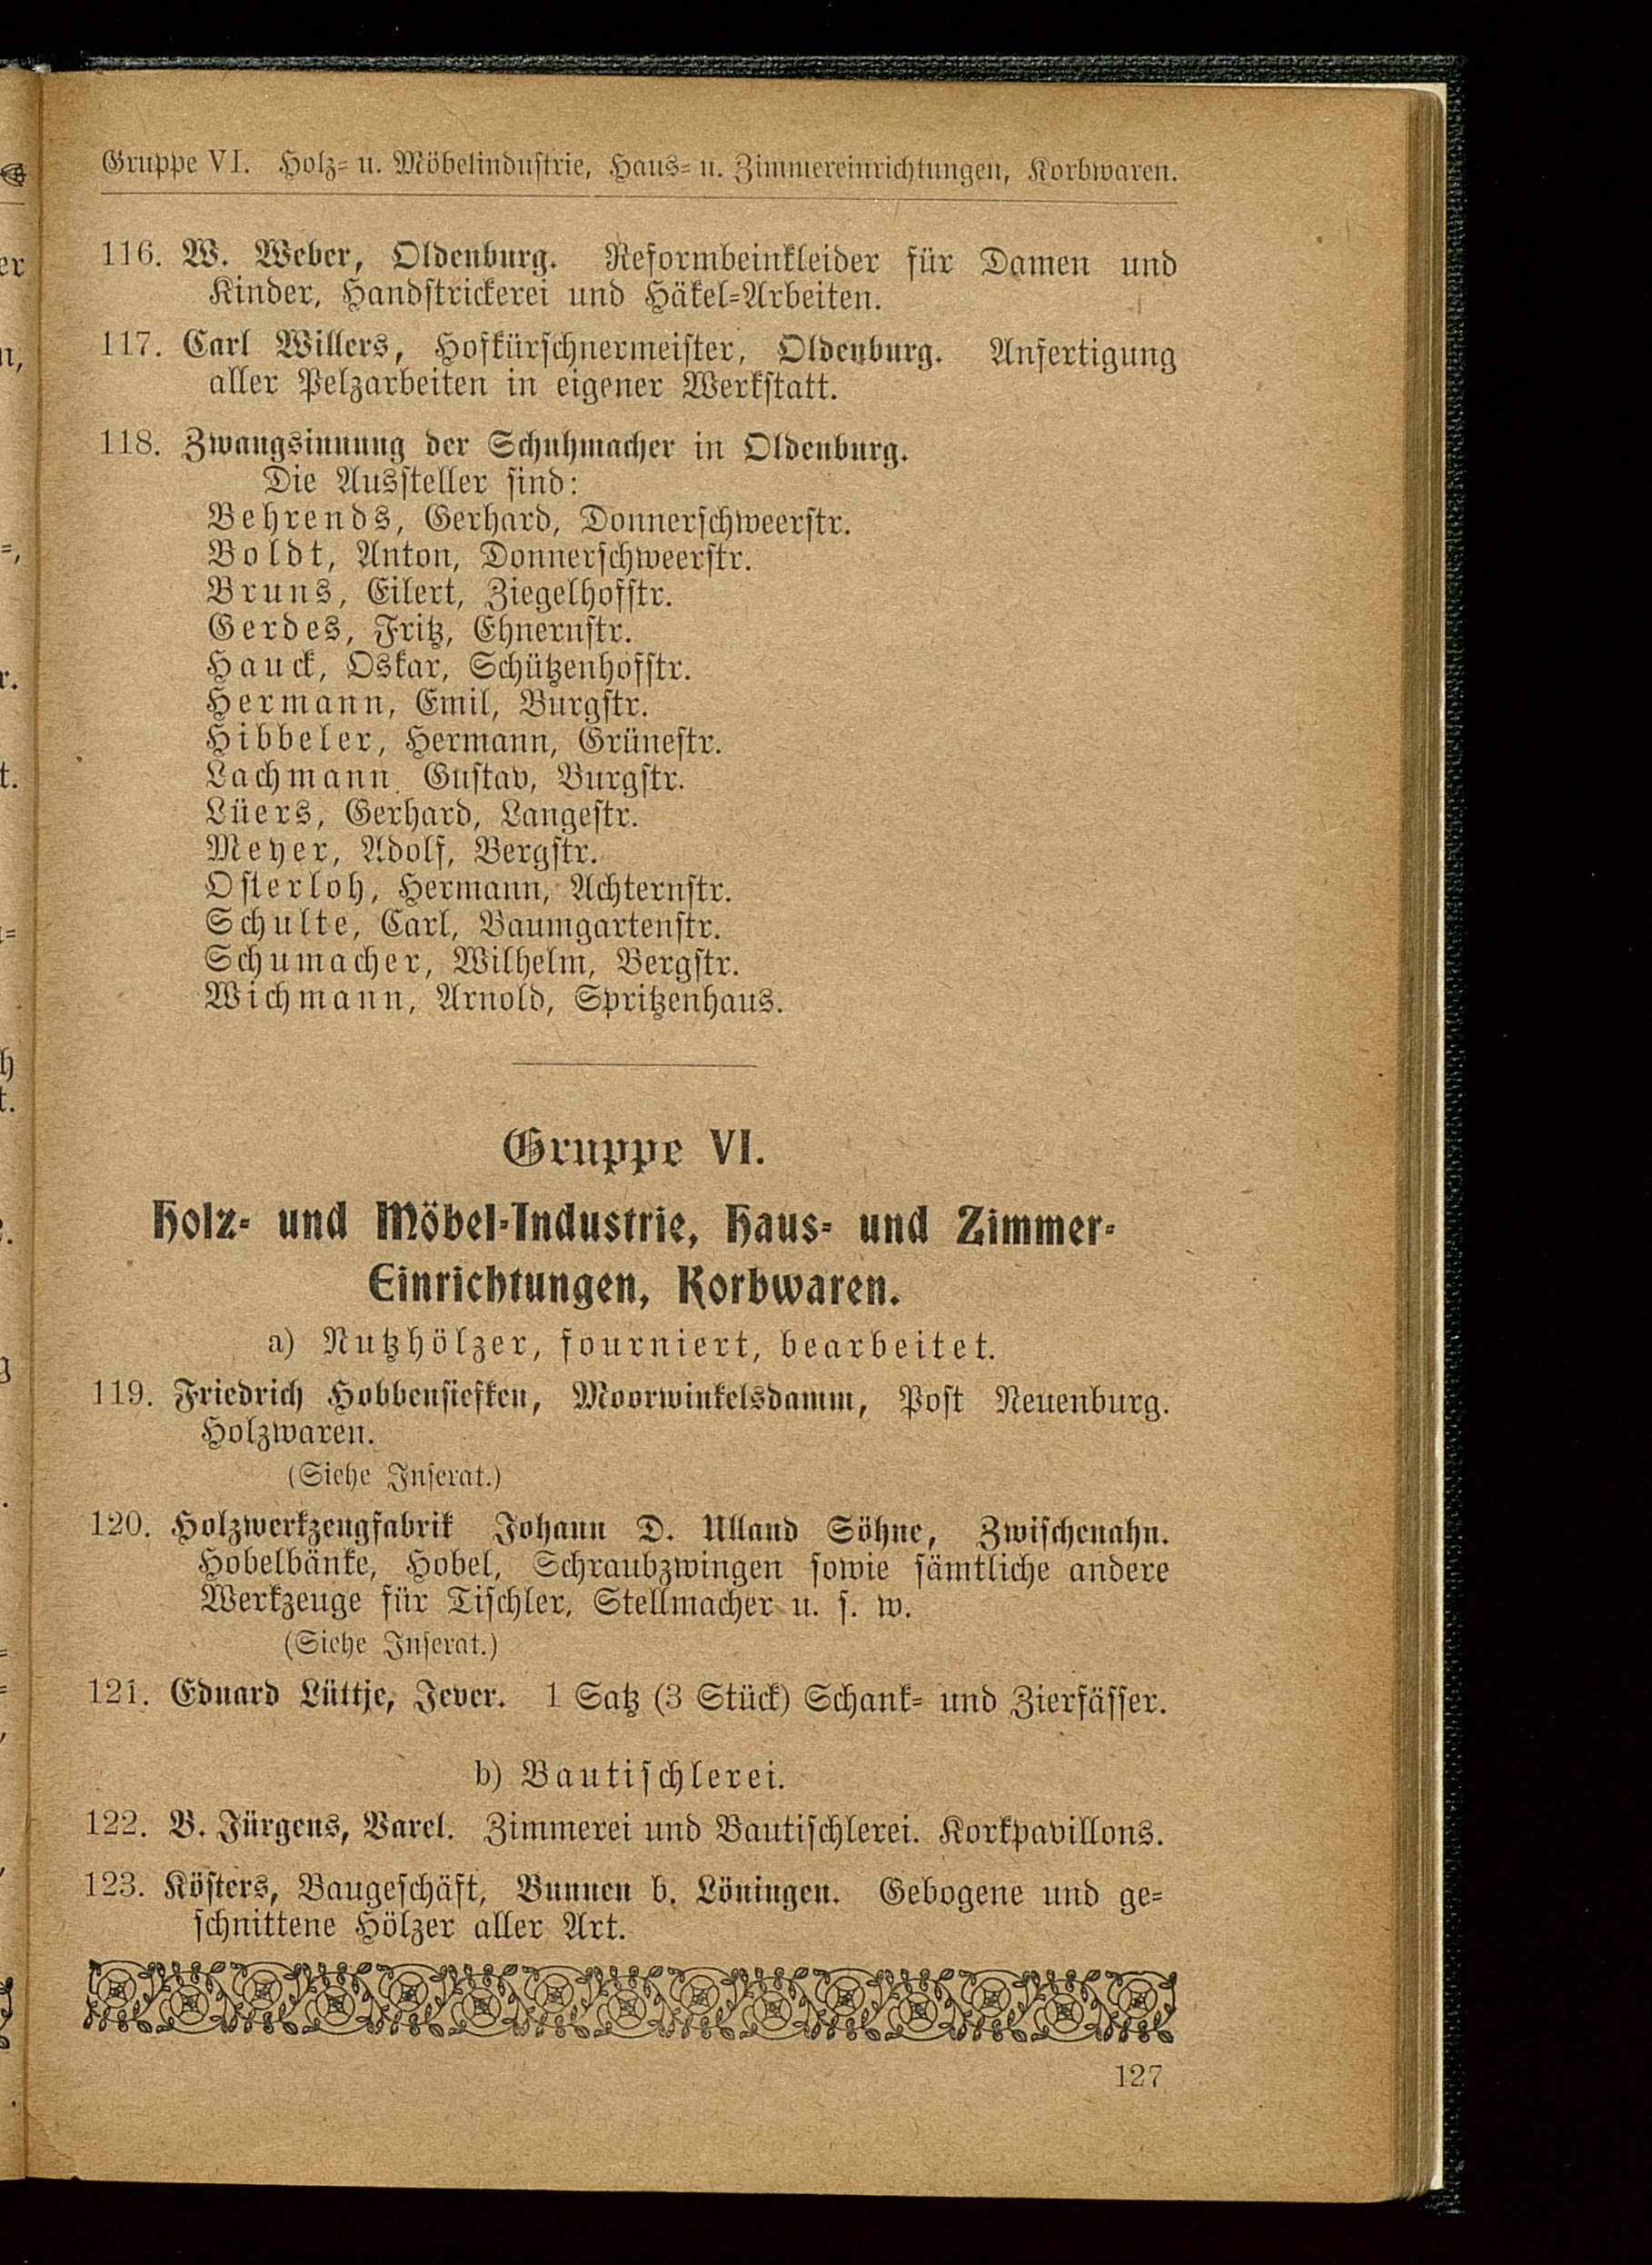 Gruppe VI. Holz- u. Möbelindustrie, Haus- u. Zimmereinrichtungen, Korbwaren.
116. W. Weber, Oldenburg. Reformbeinkleider für Damen und
Kinder, Handstrickerei und Häkel-Arbeiten.
117. Carl Willers, Hofkürschnermeister, Oldenburg. Anfertigung
aller Pelzarbeiten in eigener Werkstatt.
118. Zwangsinnung der Schuhmacher in Oldenburg.
Die Aussteller sind:
Behrends, Gerhard, Donnerschweerstr.
Boldt, Anton, Donnerschweerstr.
Bruns, Eilert, Ziegelhofstr.
Gerdes, Fritz, Ehnernstr.
Hauck, Oskar, Schützenhofstr.
Hermann, Emil, Burgstr.
Hibbeler, Hermann, Grünestr.
Lachmann, Gustav, Burgstr.
Lüers, Gerhard, Langestr.
Meyer, Adolf, Bergstr.
Osterloh, Hermann, Achternstr.
Schulte, Carl, Baumgartenstr.
Schumacher, Wilhelm, Bergstr.
Wichmann, Arnold, Spritzenhaus.
Gruppe VI.
Holz- und Möbel-Industrie, Haus- und Zimmer-
Einrichtungen, Korbwaren.
a) Nutzhölzer, fourniert, bearbeitet.
119. Friedrich Hobbensiefken, Moorwinkelsdamm, Post Neuenburg.
Holzwaren.
(Siehe Inserat.)
120. Holzwerkzeugfabrik Johann D. Ulland Söhne, Zwischenahn.
Hobelbänke, Hobel, Schraubzwingen sowie sämtliche andere
Werkzeuge für Tischler, Stellmacher u. s. w.
(Siehe Inserat.)
121. Eduard Lüttje, Jever. 1 Satz (3 Stück) Schank- und Zierfässer.
b) Bautischlerei.
122. B. Jürgens, Varel. Zimmerei und Bautischlerei. Korkpavillons.
123. Kösters, Baugeschäft, Bunnen b. Löningen. Gebogene und ge-
schnittene Hölzer aller Art.
127